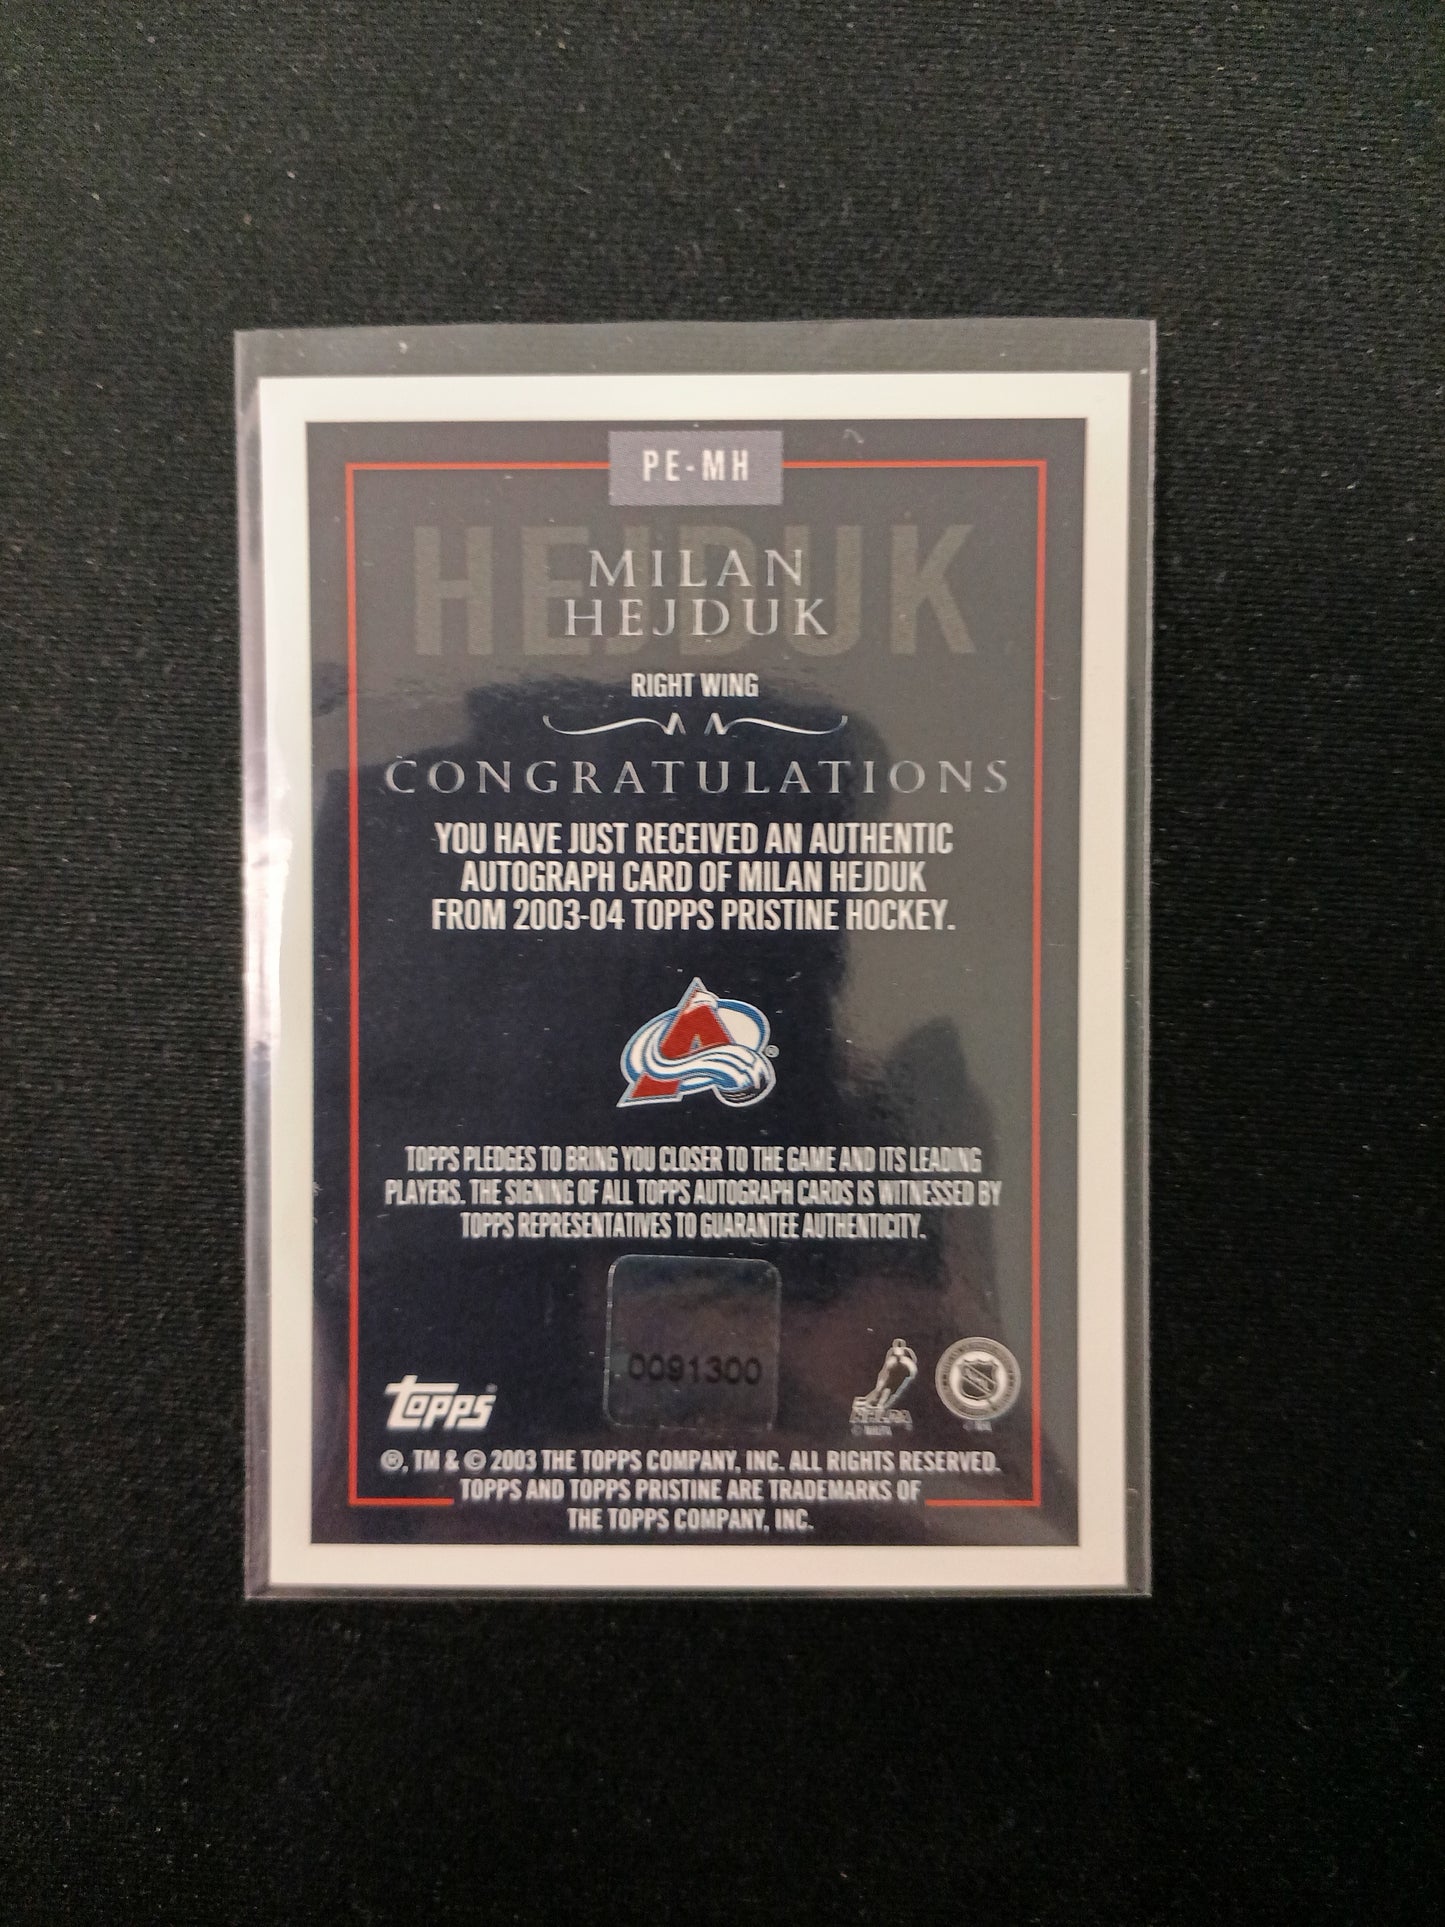 PE-MH
HEJDUK
MILAN
HEJDUK
RIGHT WING
CONGRATULATIONS
YOU HAVE JUST RECEIVED AN AUTHENTIC
AUTOGRAPH CARD OF MILAN HEJDUK
FROM 2003-04 TOPPS PRISTINE HOCKEY.
TOPPS PLEDGES TO BRING YOU CLOSER TO THE GAME AND ITS LEADING
PLAYERS. THE SIGNING OF ALL TOPPS AUTOGRAPH CARDS IS WITNESSED BY
TOPPS REPRESENTATIVES TO GUARANTEE AUTHENTICITY.
0091300
TOPPS
NHLPA
®, TM & © 2003 THE TOPPS COMPANY, INC. ALL RIGHTS RESERVED.
TOPPS AND TOPPS PRISTINE ARE TRADEMARKS OF
THE TOPPS COMPANY, INC.